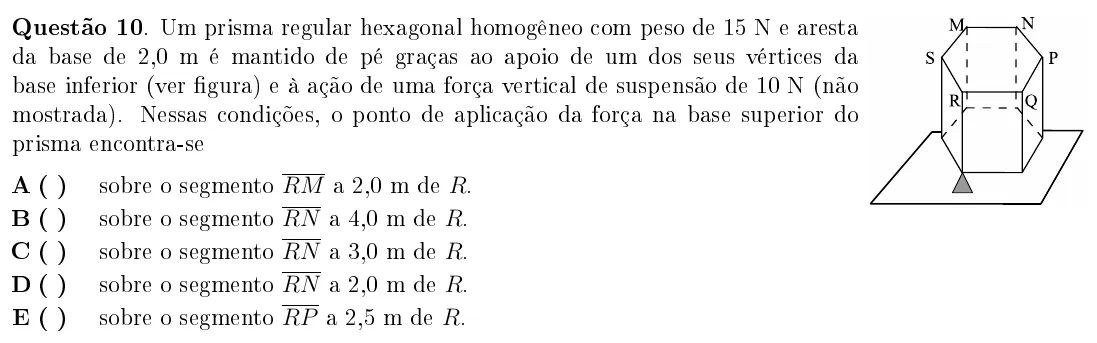 Questão 10. Um prisma regular hexagonal homogêneo com peso de 15 N e aresta
da base de 2,0 m é mantido de pé graças ao apoio de um dos seus vértices da
base inferior (ver figura) e à ação de uma força vertical de suspensão de 10 N (não
mostrada). Nessas condições, o ponto de aplicação da força na base superior do
prisma encontra-se
A ( ) sobre o segmento RM a 2,0 m de R.
B ( ) sobre o segmento RN a 4,0 m de R.
C ( ) sobre o segmento RN a 3,0 m de R.
D ( ) sobre o segmento RN a 2,0 m de R.
E ( ) sobre o segmento RP a 2,5 m de R.
M N
S P
R Q